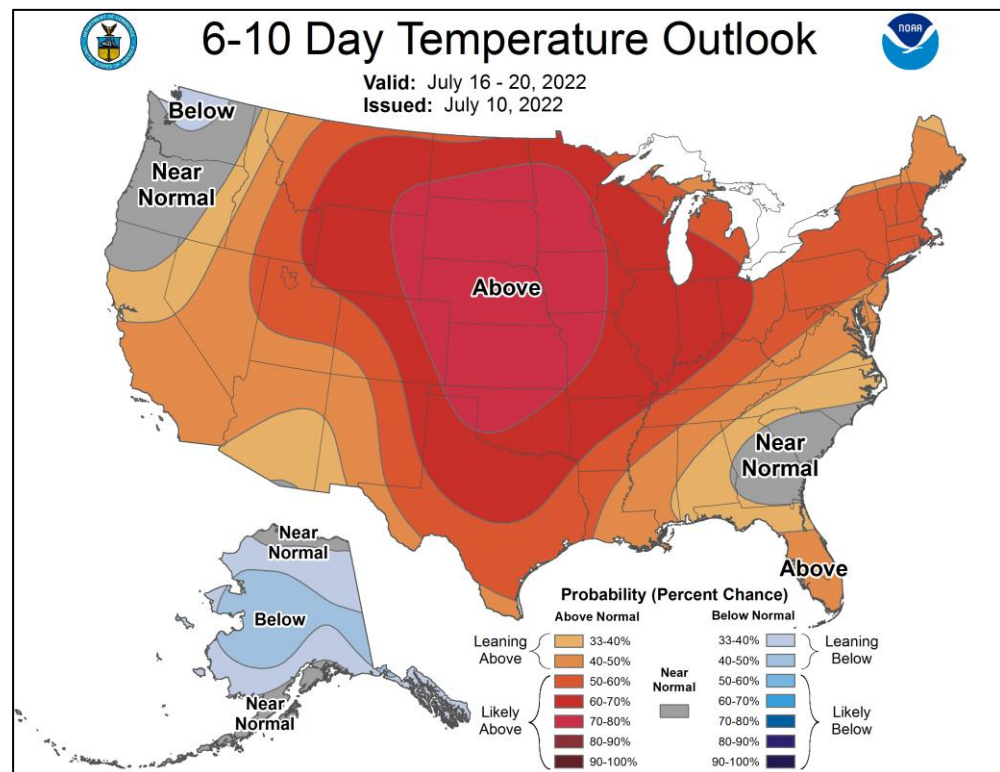 6-10 Day Temperature Outlook
NOAA
Valid: July 16 - 20, 2022
Issued: July 10, 2022
Below
Near
Normal
Above
Near
Normal
Above
Near
Normal
Below
Near
Normal
Probability (Percent Chance)
Above Normal
Below Normal
Leaning
Above
33-40%
40-50%
Likely
Above
50-60%
60-70%
70-80%
80-90%
90-100%
Near
Normal
33-40%
40-50%
Leaning
Below
50-60%
60-70%
70-80%
80-90%
90-100%
Likely
Below